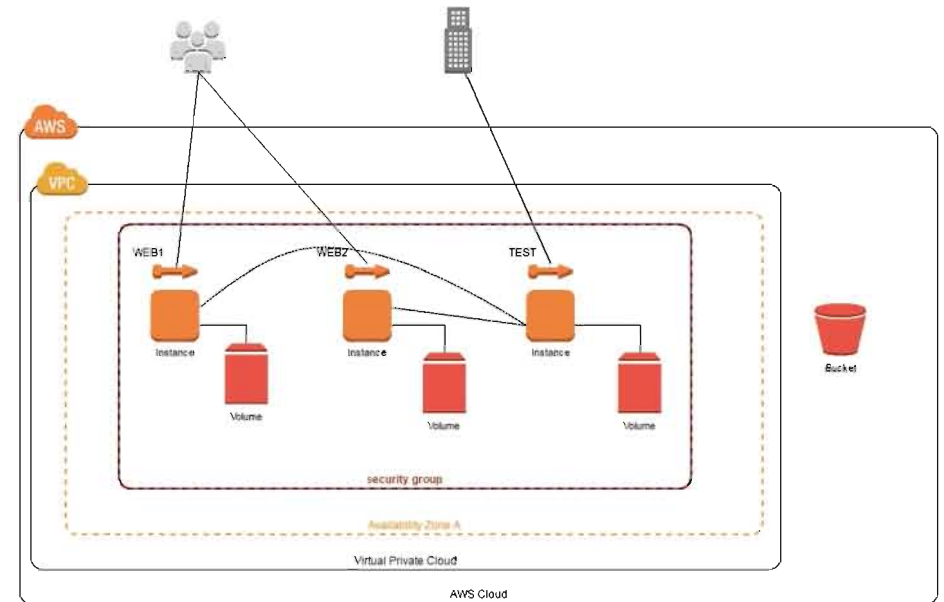 AWS
VPC
WEB1
WEB2
TEST
Instance
Instance
Instance
Volume
Volume
Volume
Bucket
security group
Availability Zone A
Virtual Private Cloud
AWS Cloud